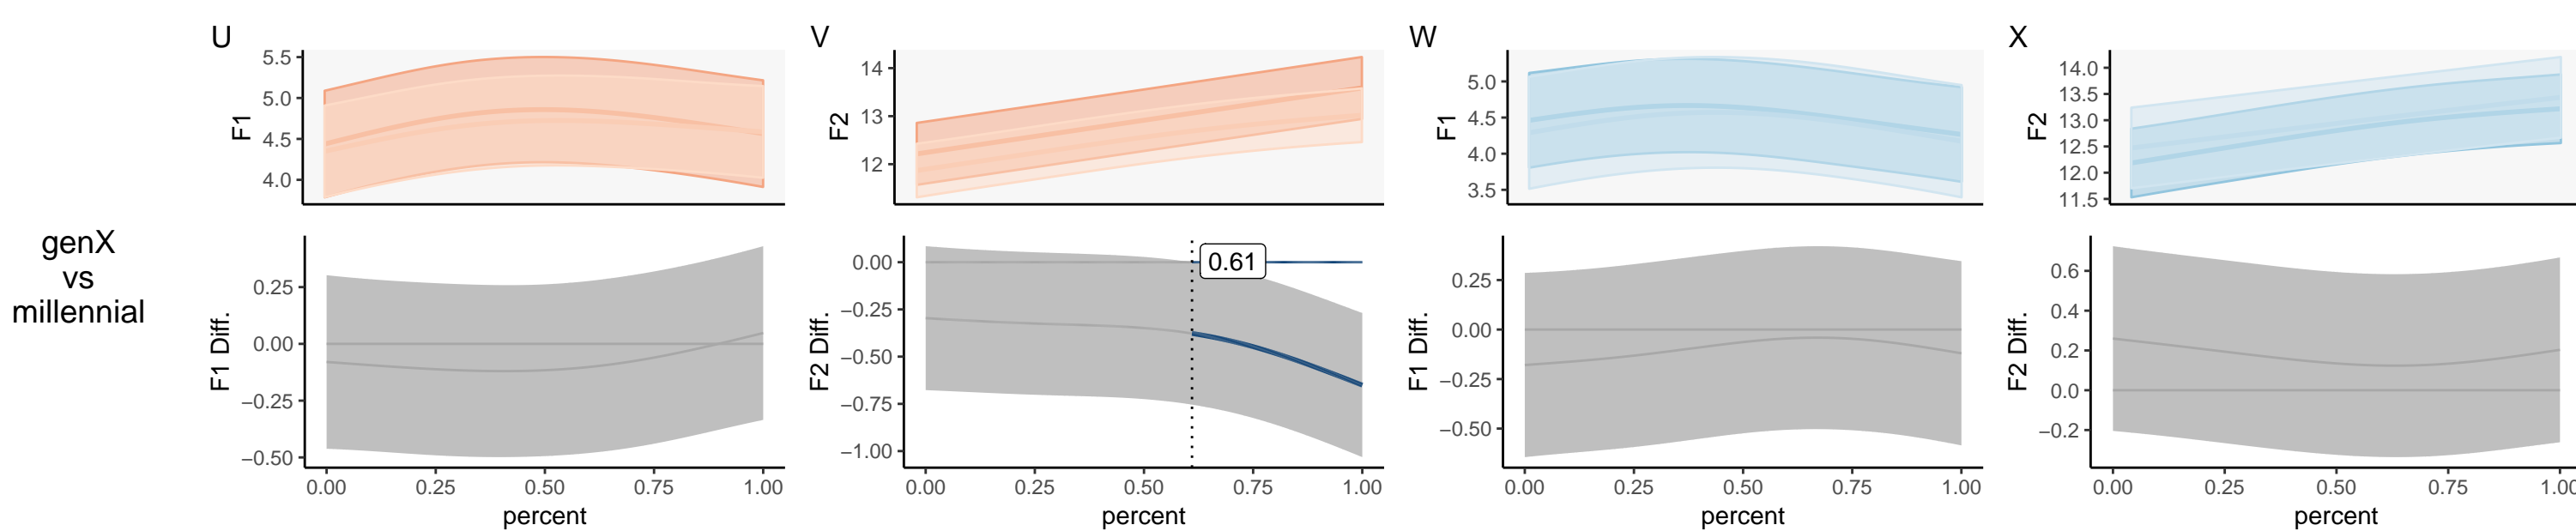 genX
vs
millennial
U
F1
5.5
5.0
4.5
4.0
F1 Diff.
0.25
0.00
−0.25
−0.50
0.00 0.25 0.50 0.75 1.00
percent
V
F2
14
13
12
F2 Diff.
0.00
−0.25
−0.50
−0.75
−1.00
0.61
0.00 0.25 0.50 0.75 1.00
percent
W
F1
5.0
4.5
4.0
3.5
F1 Diff.
0.25
0.00
−0.25
−0.50
0.00 0.25 0.50 0.75 1.00
percent
X
F2
14.0
13.5
13.0
12.5
12.0
11.5
F2 Diff.
0.6
0.4
0.2
0.0
−0.2
0.00 0.25 0.50 0.75 1.00
percent